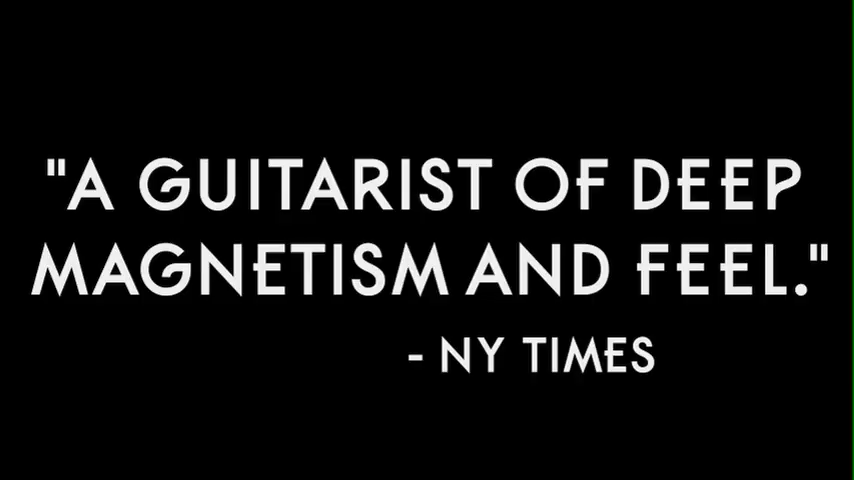 "A GUITARIST OF DEEP
MAGNETISM AND FEEL."
- NY TIMES